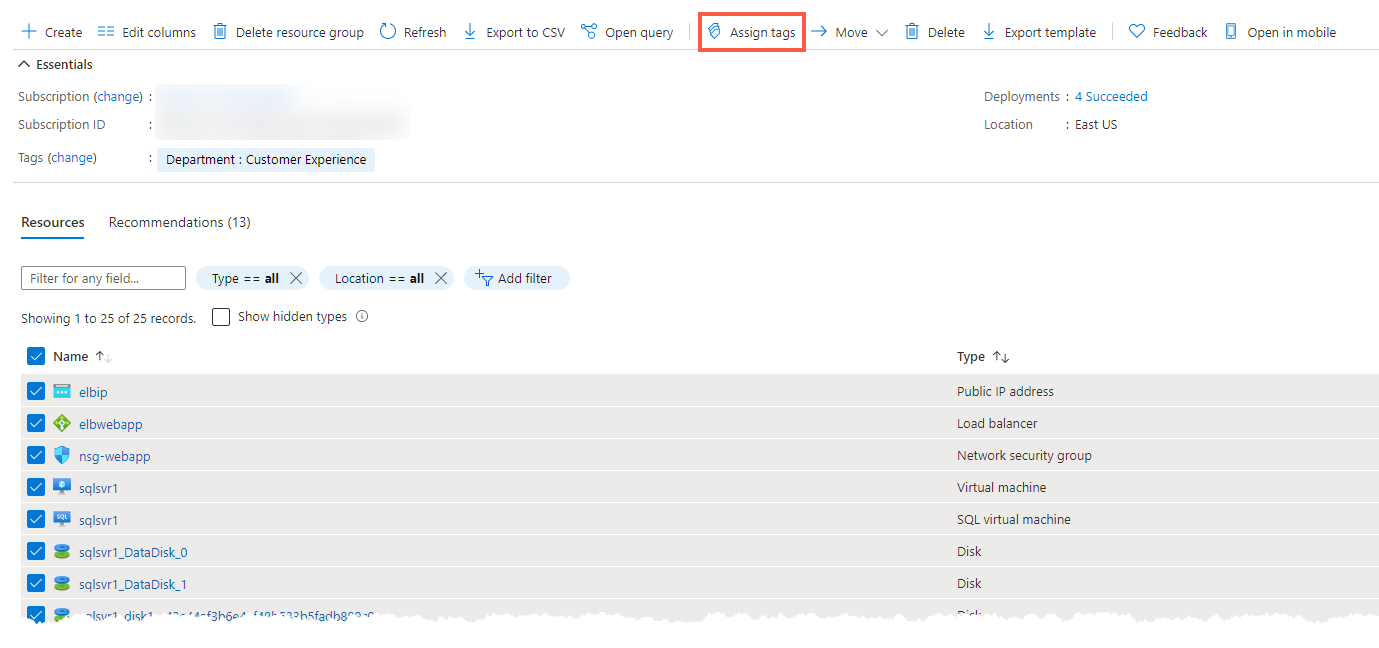 Create Edit columns Delete resource group Refresh Export to CSV Open query Assign tags Move Delete Export template Feedback Open in mobile
Essentials
Subscription (change) : Deployments : 4 Succeeded
Subscription ID : Location : East US
Tags (change) : Department : Customer Experience
Resources Recommendations (13)
Filter for any field... Type == all Location == all Add filter
Showing 1 to 25 of 25 records. Show hidden types
Name Type
elbip Public IP address
elbwebapp Load balancer
nsg-webapp Network security group
sqlsvr1 Virtual machine
SQL sqlsvr1 SQL virtual machine
sqlsvr1_DataDisk_0 Disk
sqlsvr1_DataDisk_1 Disk
Disk